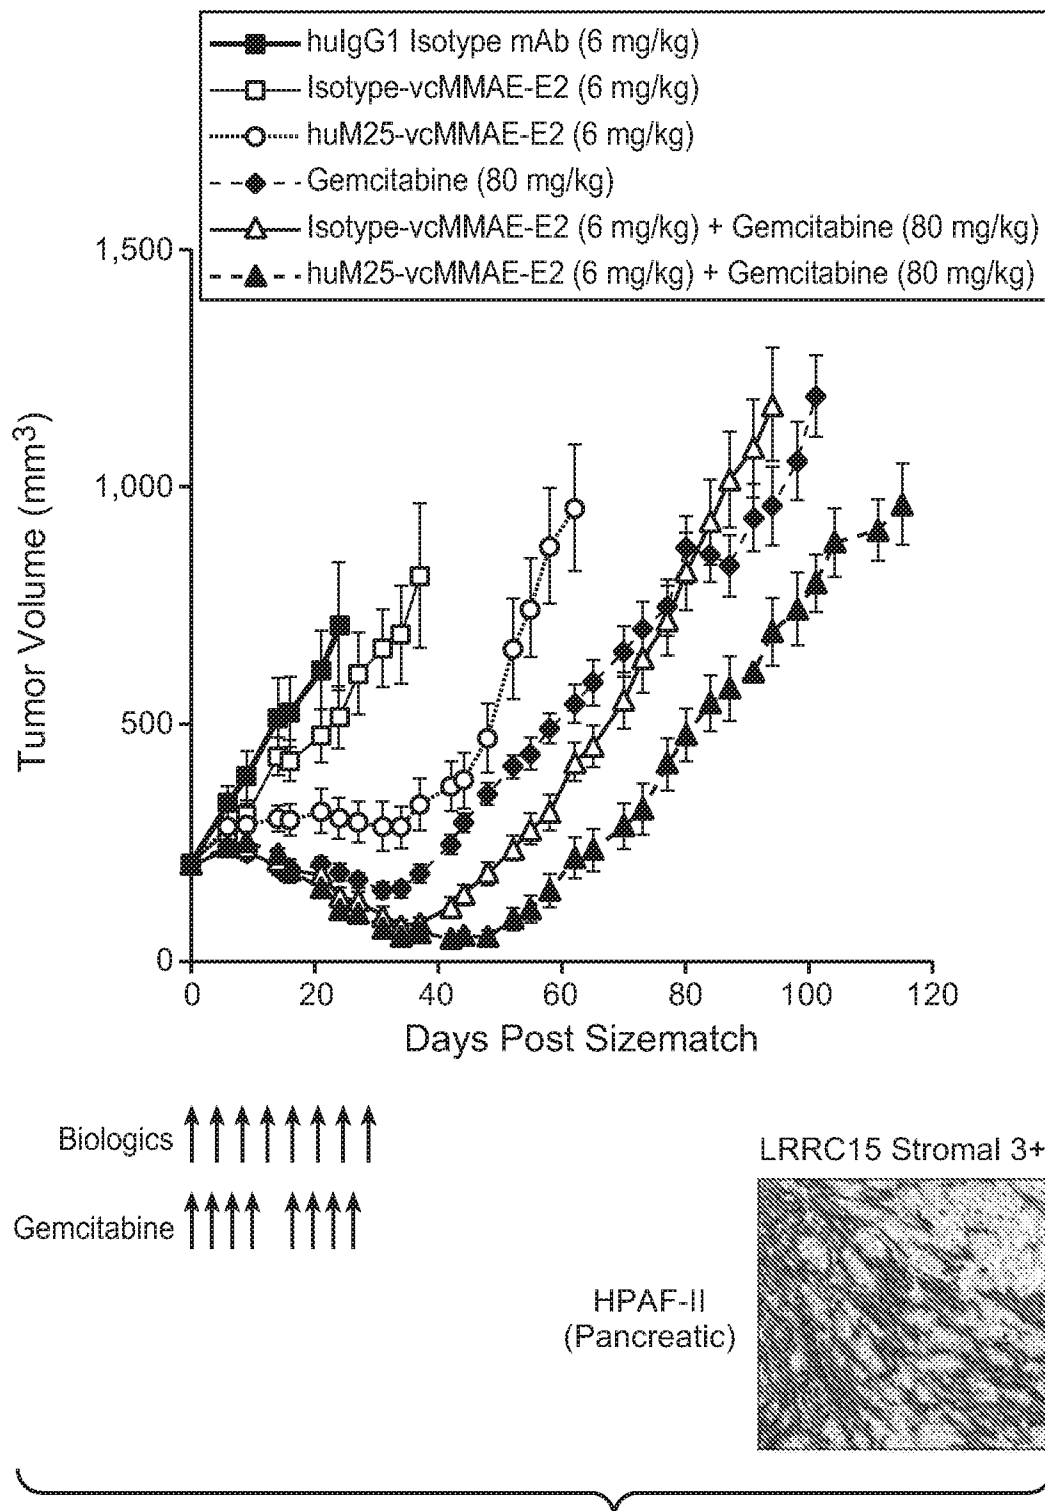 huIgG1 Isotype mAb (6 mg/kg)
Isotype-vcMMAE-E2 (6 mg/kg)
huM25-vcMMAE-E2 (6 mg/kg)
Gemcitabine (80 mg/kg)
Isotype-vcMMAE-E2 (6 mg/kg) + Gemcitabine (80 mg/kg)
huM25-vcMMAE-E2 (6 mg/kg) + Gemcitabine (80 mg/kg)
Tumor Volume (mm³)
1,500
1,000
500
0
0 20 40 60 80 100 120
Days Post Sizematch
Biologics
Gemcitabine
LRRC15 Stromal 3+
HPAF-II
(Pancreatic)